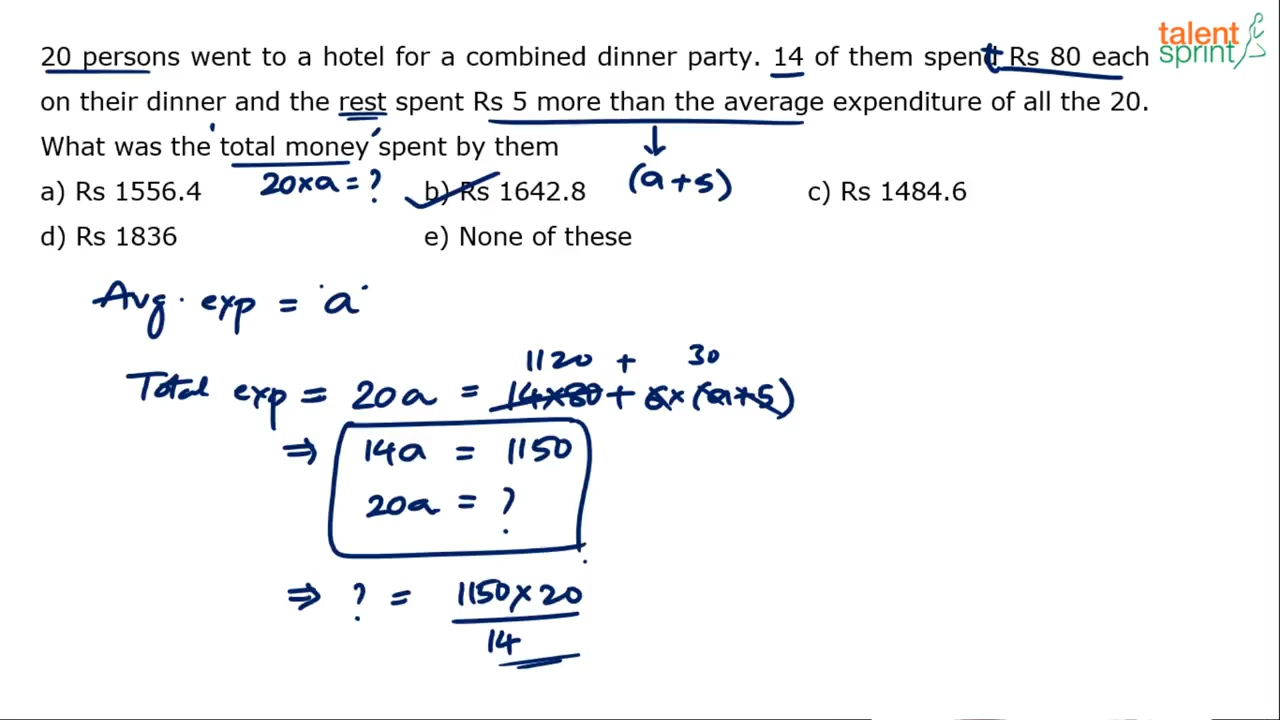 talent
sprint
20 persons went to a hotel for a combined dinner party. 14 of them spent Rs 80 each
on their dinner and the rest spent Rs 5 more than the average expenditure of all the 20.
What was the 'total money' spent by them
a) Rs 1556.4 20×a = ? b) Rs 1642.8 (a+5) c) Rs 1484.6
d) Rs 1836 e) None of these
Avg. exp = 'a'
1120 + 30
Total exp = 20a = 14×80 + 6×(a+5)
⇒ 14a = 1150
20a = ?
⇒ ? = 1150×20
14